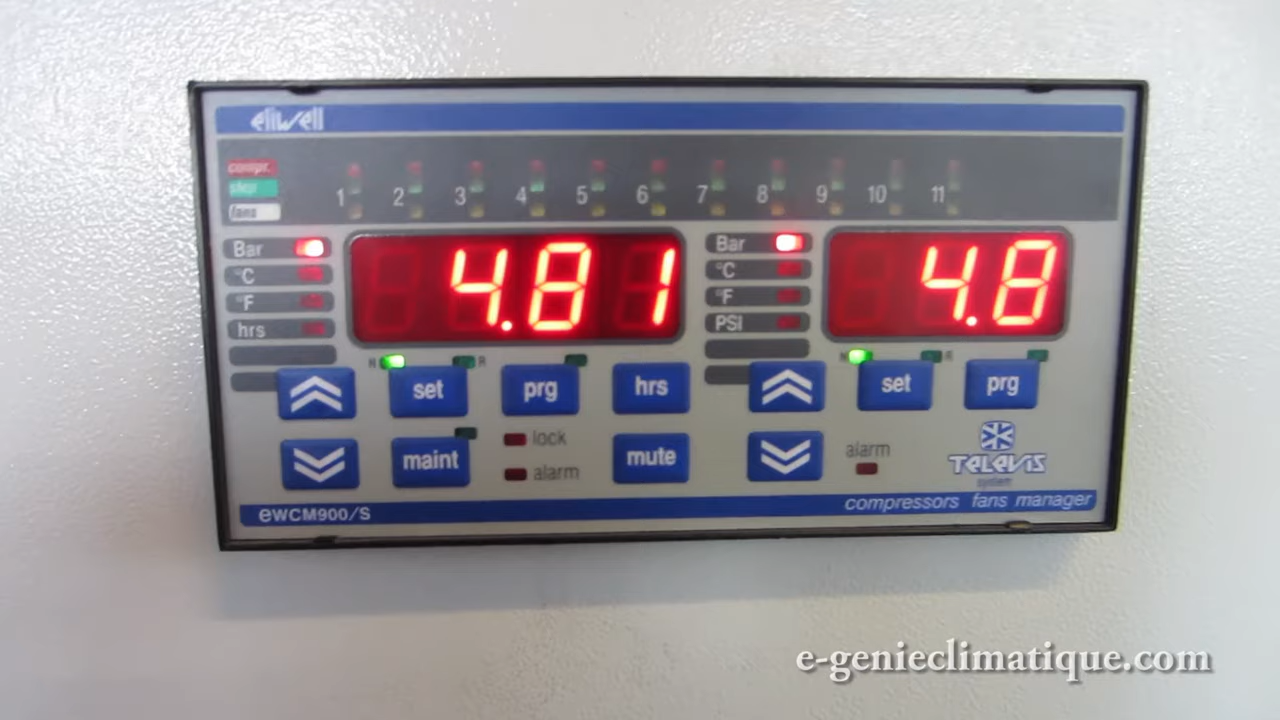 eliwell
compr.
step
fans
1 2 3 4 5 6 7 8 9 10 11
Bar
°C
°F
hrs
4.81
Bar
°C
°F
PSI
4.8
N R
set prg hrs
maint lock
alarm
mute
N R
set prg
alarm
TELEVIS
system
eWCM900/S
compressors fans manager
e-genieclimatique.com